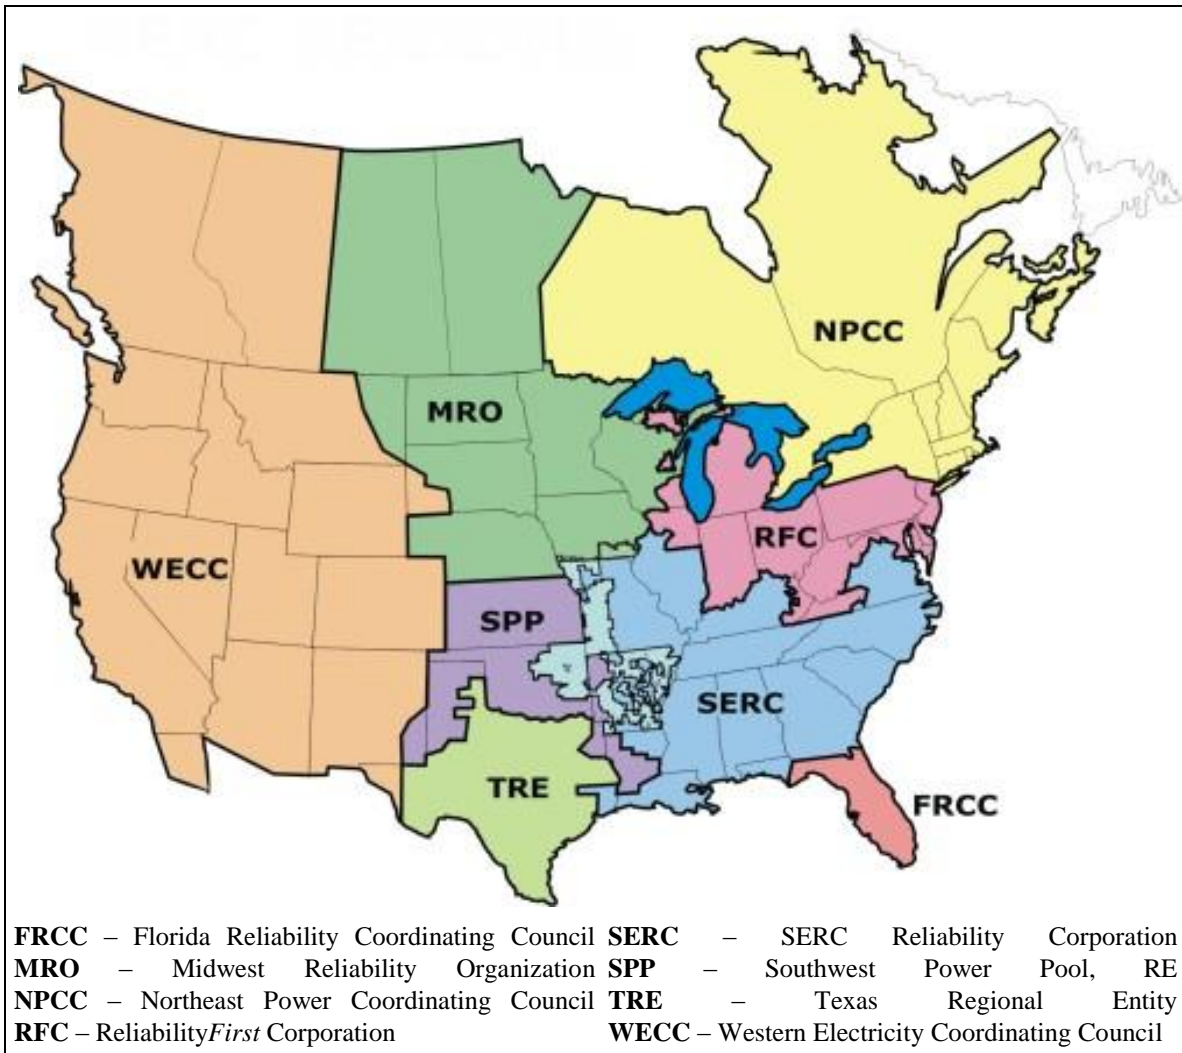 NPCC
MRO
RFC
WECC
SPP
SERC
TRE
FRCC
FRCC – Florida Reliability Coordinating Council
MRO – Midwest Reliability Organization
NPCC – Northeast Power Coordinating Council
RFC – ReliabilityFirst Corporation
SERC – SERC Reliability Corporation
SPP – Southwest Power Pool, RE
TRE – Texas Regional Entity
WECC – Western Electricity Coordinating Council